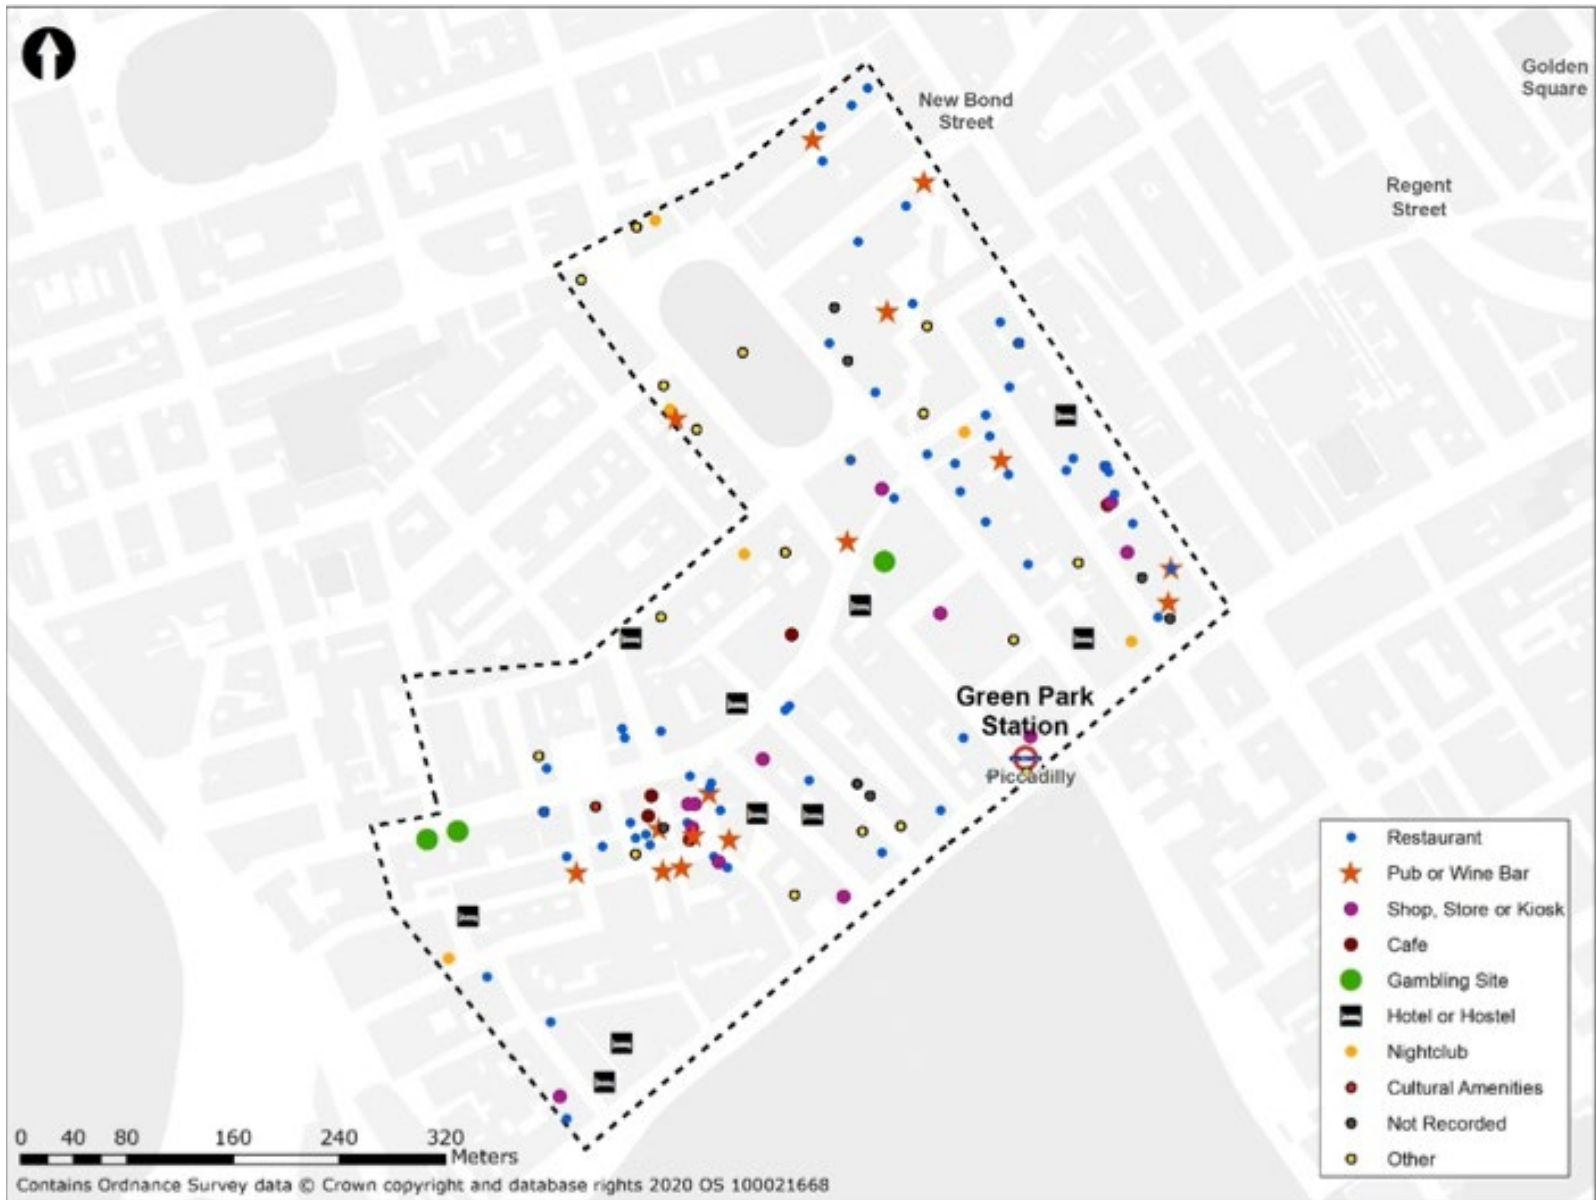 Golden
Square
New Bond
Street
Regent
Street
Green Park
Station
Piccadilly
Restaurant
Pub or Wine Bar
Shop, Store or Kiosk
Cafe
Gambling Site
Hotel or Hostel
Nightclub
Cultural Amenities
Not Recorded
Other
0 40 80 160 240 320
Meters
Contains Ordnance Survey data © Crown copyright and database rights 2020 OS 100021668